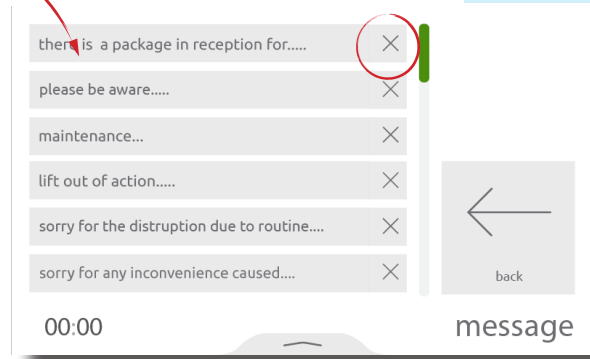 there is a package in reception for.....
please be aware.....
maintenance...
lift out of action.....
sorry for the distruption due to routine....
sorry for any inconvenience caused....
back
00:00
message